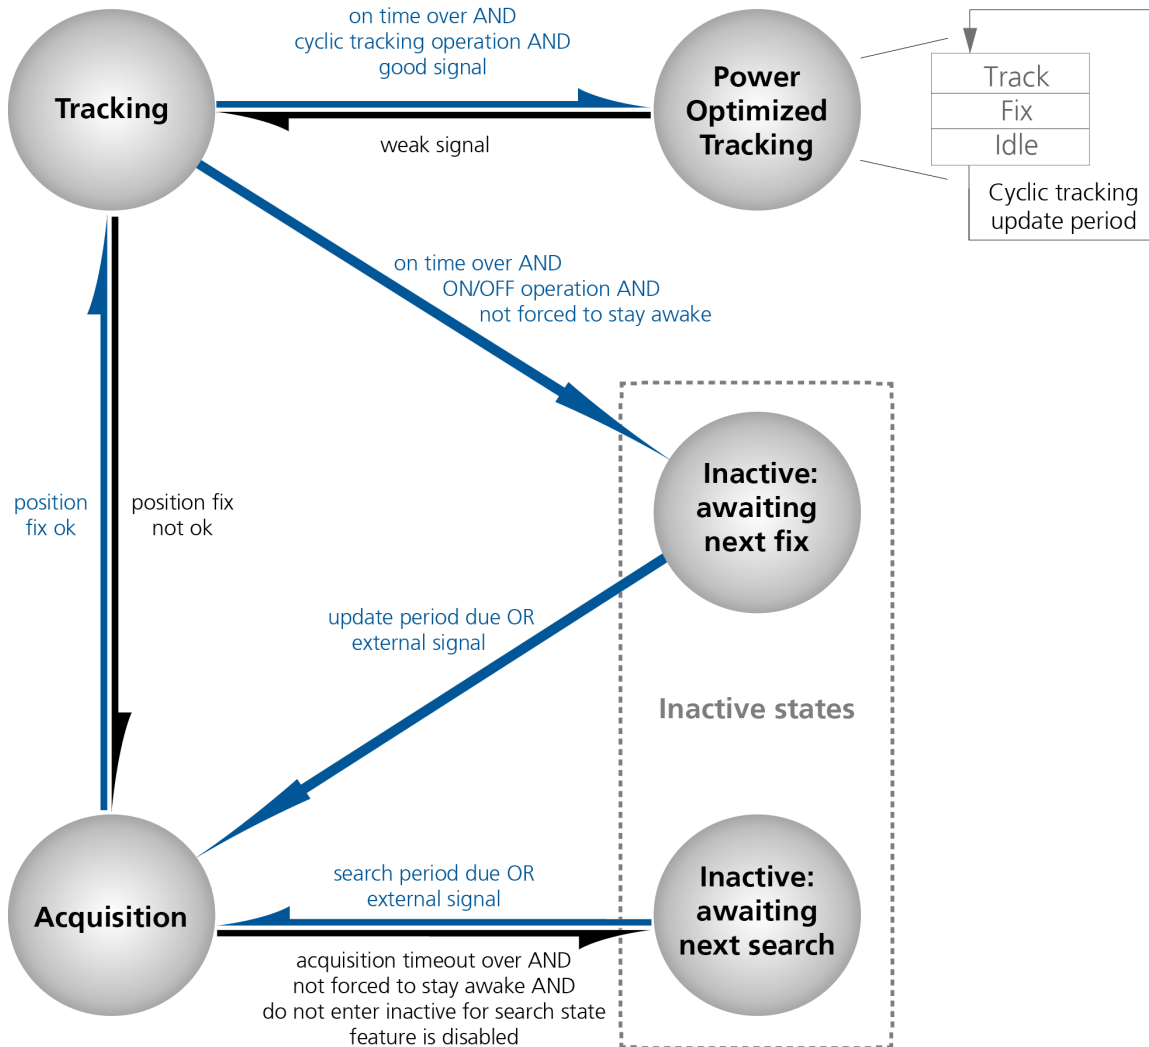 on time over AND
cyclic tracking operation AND
good signal
Tracking
Power
Optimized
Tracking
weak signal
Track
Fix
Idle
Cyclic tracking
update period
on time over AND
ON/OFF operation AND
not forced to stay awake
position
fix ok
position fix
not ok
Inactive:
awaiting
next fix
update period due OR
external signal
Inactive states
search period due OR
external signal
Acquisition
Inactive:
awaiting
next search
acquisition timeout over AND
not forced to stay awake AND
do not enter inactive for search state
feature is disabled